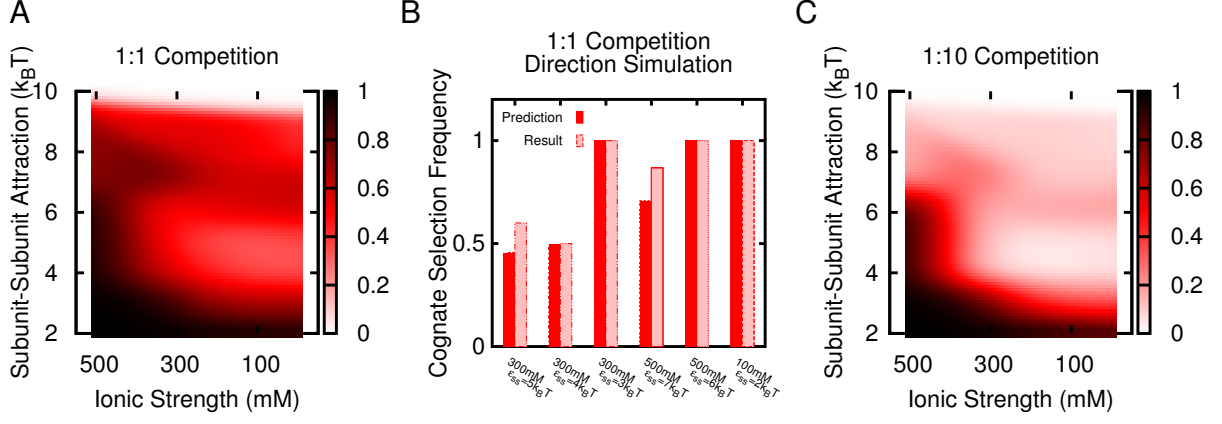 A
1:1 Competition
Subunit-Subunit Attraction (kBT)
10
8
6
4
2
500
300
100
Ionic Strength (mM)
1
0.8
0.6
0.4
0.2
0
B
1:1 Competition
Direction Simulation
Cognate Selection Frequency
Prediction
Result
1
0.5
0
300mM
εss=5kBT
300mM
εss=4kBT
300mM
εss=3kBT
500mM
εss=7kBT
500mM
εss=6kBT
100mM
εss=2kBT
C
1:10 Competition
Subunit-Subunit Attraction (kBT)
10
8
6
4
2
500
300
100
Ionic Strength (mM)
1
0.8
0.6
0.4
0.2
0